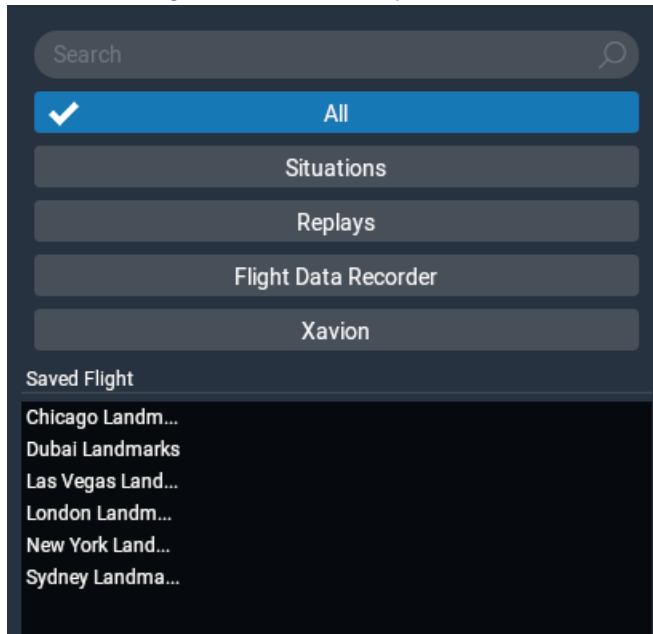 Search
All
Situations
Replays
Flight Data Recorder
Xavion
Saved Flight
Chicago Landm...
Dubai Landmarks
Las Vegas Land...
London Landm...
New York Land...
Sydney Landma...